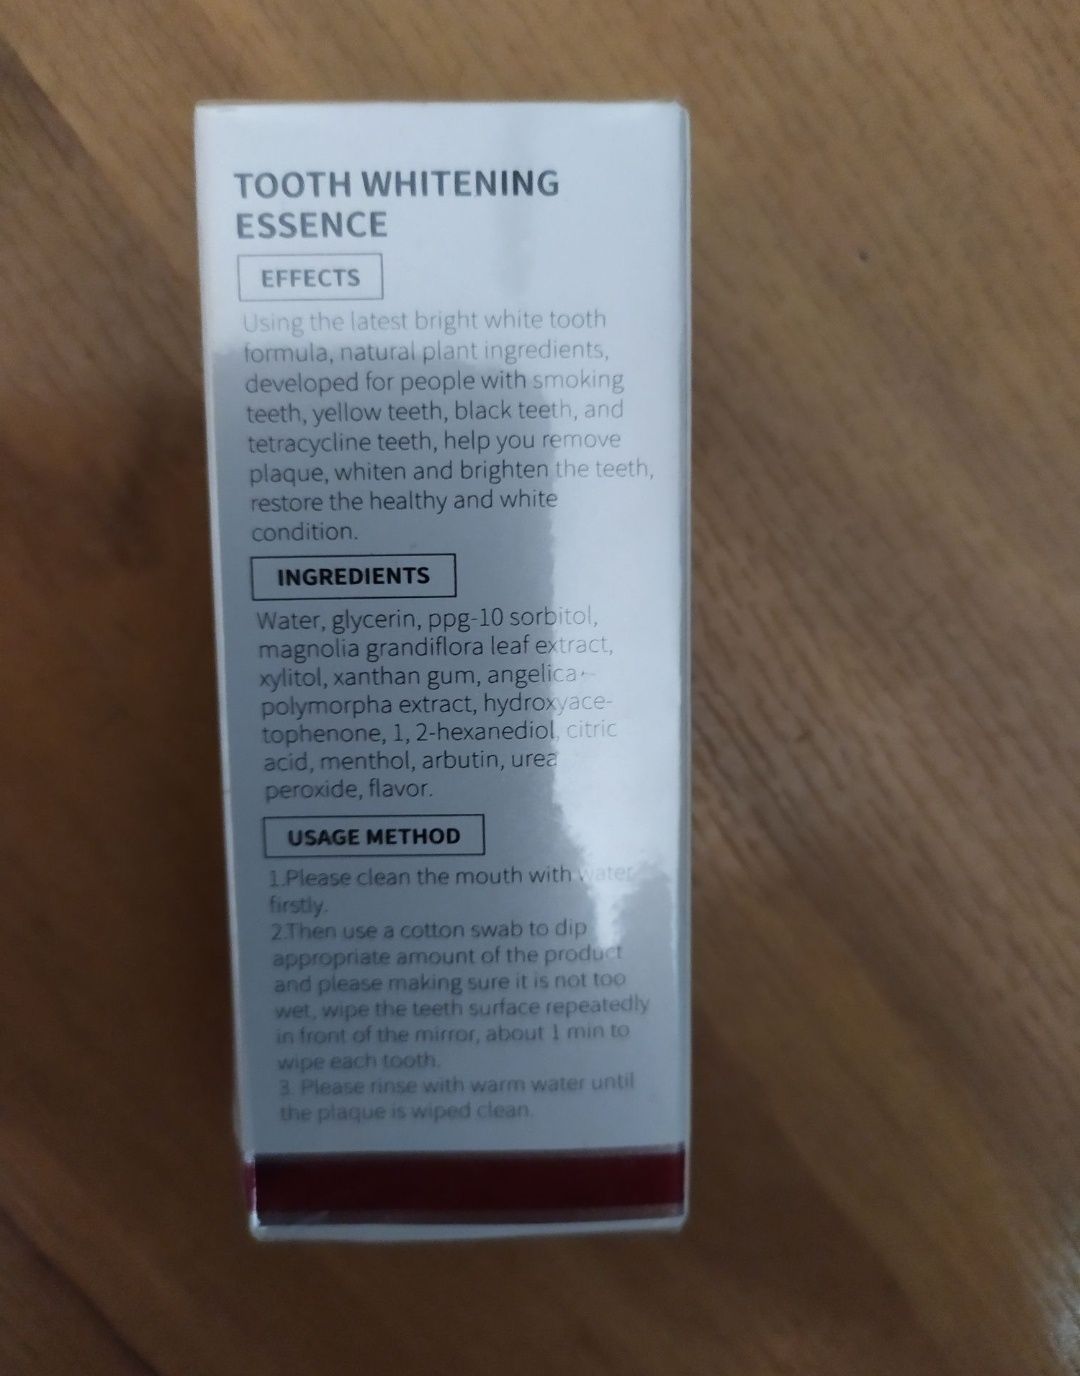 TOOTH WHITENING
ESSENCE
EFFECTS
Using the latest bright white tooth
formula, natural plant ingredients,
developed for people with smoking
teeth, yellow teeth, black teeth, and
tetracycline teeth, help you remove
plaque, whiten and brighten the teeth,
restore the healthy and white
condition.
INGREDIENTS
Water, glycerin, ppg-10 sorbitol,
magnolia grandiflora leaf extract,
xylitol, xanthan gum, angelica-
polymorpha extract, hydroxyace-
tophenone, 1, 2-hexanediol, citric
acid, menthol, arbutin, urea
peroxide, flavor.
USAGE METHOD
1.Please clean the mouth with water
firstly.
2.Then use a cotton swab to dip
appropriate amount of the product
and please making sure it is not too
wet, wipe the teeth surface repeatedly
in front of the mirror, about 1 min to
wipe each tooth.
3. Please rinse with warm water until
the plaque is wiped clean.